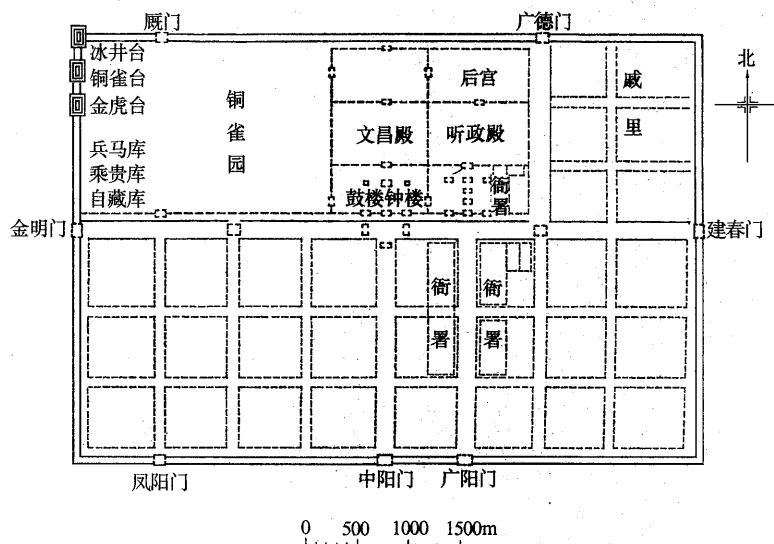 厩门
广德门
冰井台
铜雀台
金虎台
铜雀园
后宫
戚里
北
文昌殿
听政殿
兵马库
乘贵库
自藏库
鼓楼
钟楼
衙署
金明门
建春门
衙署
衙署
凤阳门
中阳门
广阳门
0 500 1000 1500m